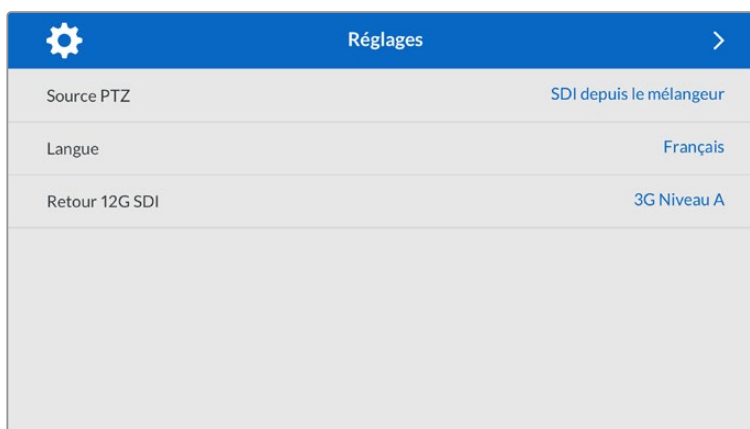 Réglages
Source PTZ SDI depuis le mélangeur
Langue Français
Retour 12G SDI 3G Niveau A